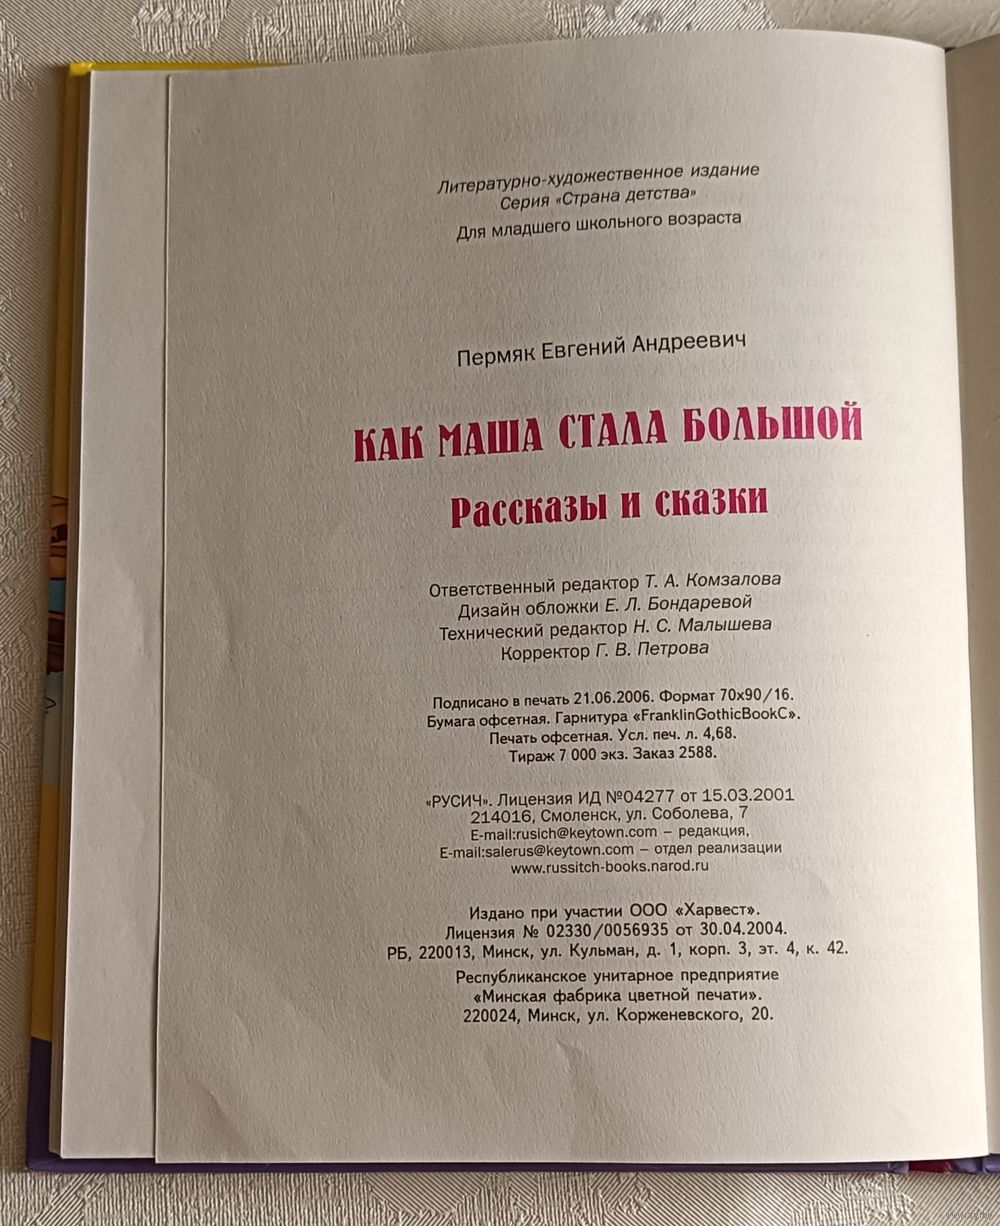 Литературно-художественное издание
Серия «Страна детства»
Для младшего школьного возраста
Пермяк Евгений Андреевич
КАК МАША СТАЛА БОЛЬШОЙ
Рассказы и сказки
Ответственный редактор Т. А. Комзалова
Дизайн обложки Е. Л. Бондаревой
Технический редактор Н. С. Малышева
Корректор Г. В. Петрова
Подписано в печать 21.06.2006. Формат 70х90/16.
Бумага офсетная. Гарнитура «FranklinGothicBookC».
Печать офсетная. Усл. печ. л. 4,68.
Тираж 7 000 экз. Заказ 2588.
«РУСИЧ». Лицензия ИД №04277 от 15.03.2001
214016, Смоленск, ул. Соболева, 7
E-mail:rusich@keytown.com – редакция,
E-mail:salerus@keytown.com – отдел реализации
www.russitch-books.narod.ru
Издано при участии ООО «Харвест».
Лицензия № 02330/0056935 от 30.04.2004.
РБ, 220013, Минск, ул. Кульман, д. 1, корп. 3, эт. 4, к. 42.
Республиканское унитарное предприятие
«Минская фабрика цветной печати».
220024, Минск, ул. Корженевского, 20.